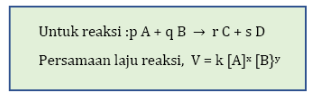 Untuk reaksi :p A + q B → r C + s D
Persamaan laju reaksi, V = k [A]ˣ [B}ʸ